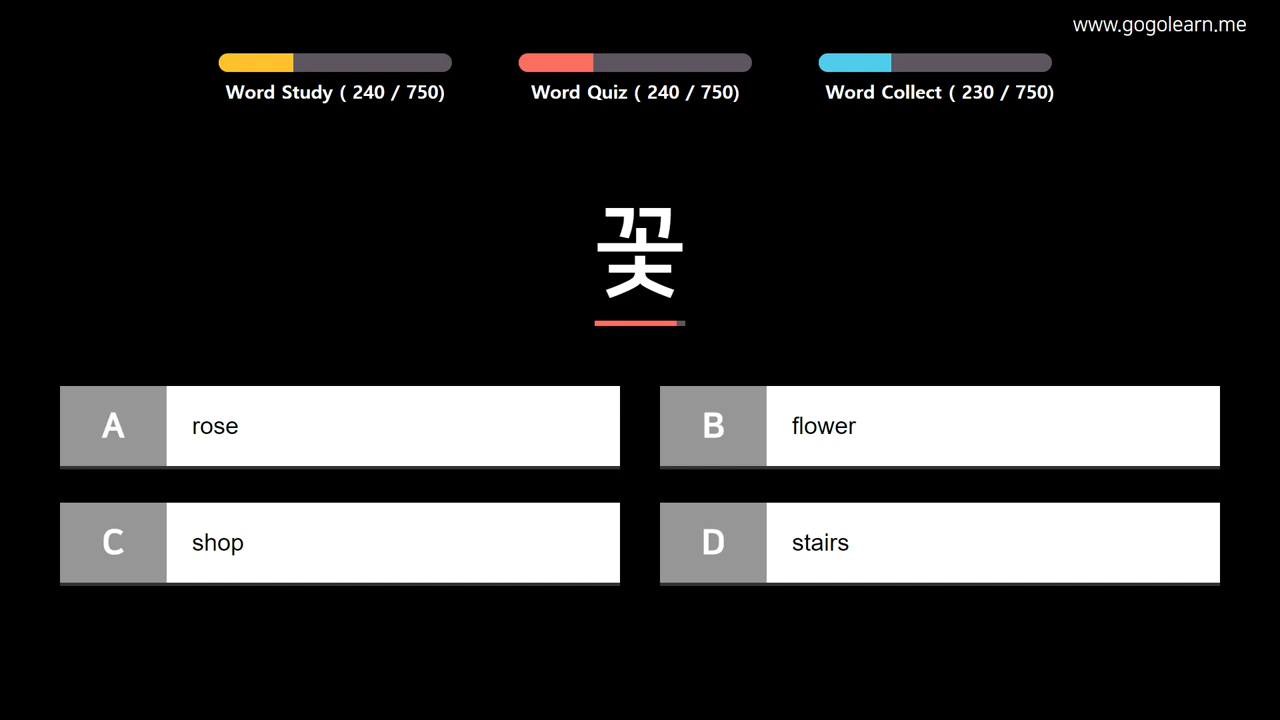 www.gogolearn.me
Word Study ( 240 / 750)
Word Quiz ( 240 / 750)
Word Collect ( 230 / 750)
꽃
A rose
B flower
C shop
D stairs